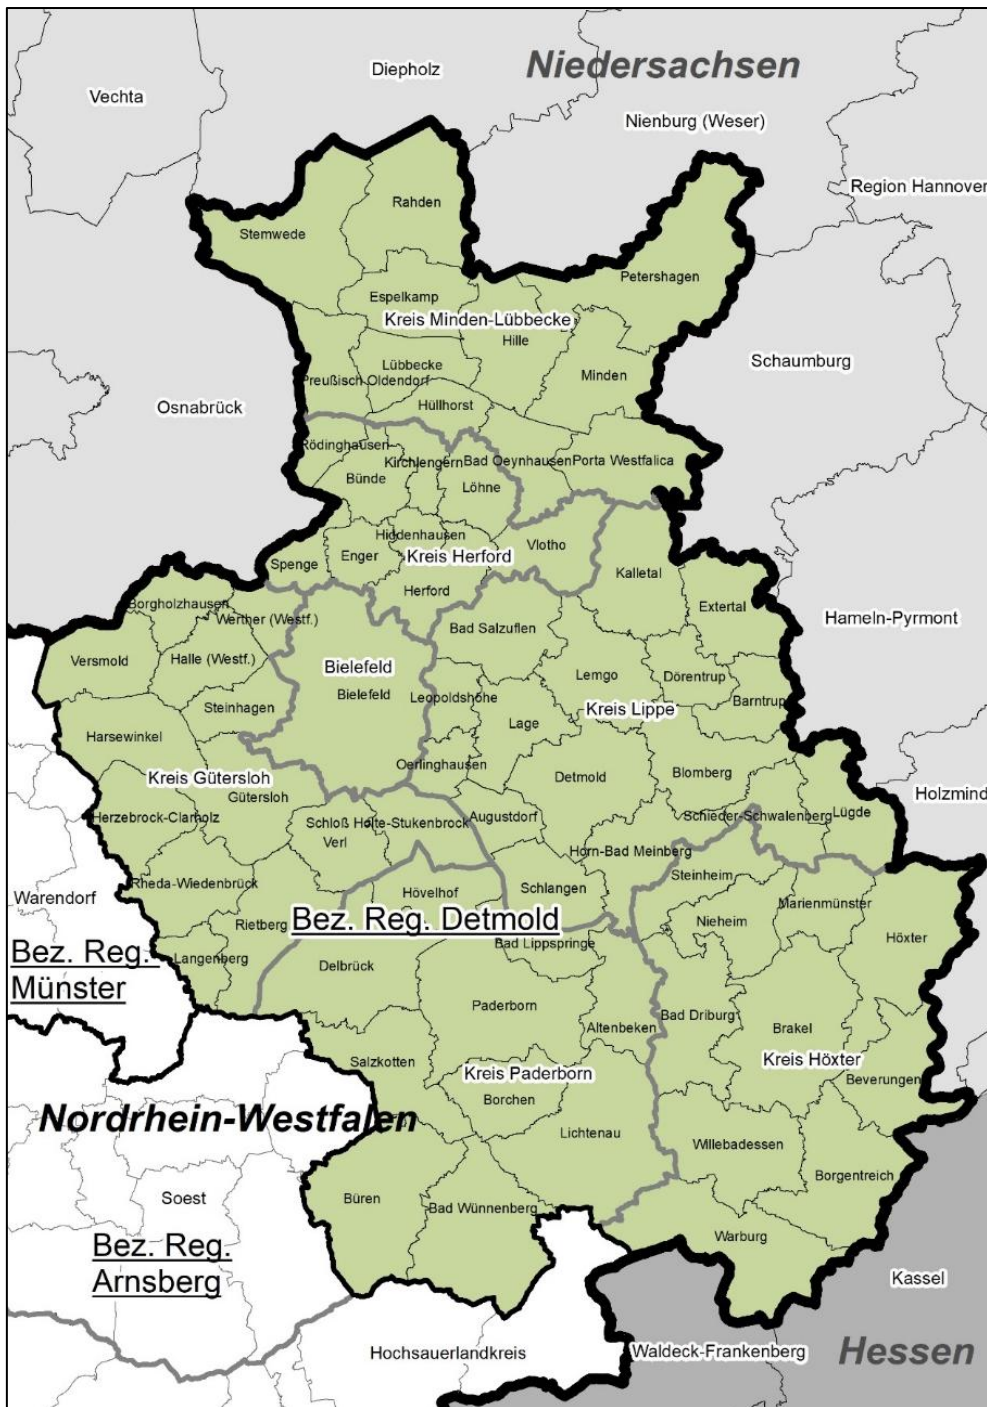 Niedersachsen
Diepholz
Vechta
Nienburg (Weser)
Region Hannover
Rahden
Stemwede
Petershagen
Espelkamp
Kreis Minden-Lübbecke
Hille
Schaumburg
Lübbecke
Minden
Preußisch Oldendorf
Osnabrück
Hüllhorst
Rödinghausen
Kirchlengern
Bad Oeynhausen
Porta Westfalica
Bünde
Löhne
Hiddenhausen
Vlotho
Enger
Kreis Herford
Spenge
Kalletal
Herford
Borgholzhausen
Extertal
Werther (Westf.)
Hameln-Pyrmont
Bad Salzuflen
Versmold
Halle (Westf.)
Bielefeld
Lemgo
Dörentrup
Bielefeld
Leopoldshöhe
Barntrup
Steinhagen
Kreis Lippe
Lage
Harsewinkel
Oerlinghausen
Blomberg
Kreis Gütersloh
Detmold
Holzmind
Gütersloh
Herzebrock-Clarholz
Schloß Holte-Stukenbrock
Augustdorf
Schieder-Schwalenberg
Lügde
Verl
Horn-Bad Meinberg
Steinheim
Rheda-Wiedenbrück
Hövelhof
Schlangen
Warendorf
Marienmünster
Rietberg
Bez. Reg. Detmold
Nieheim
Höxter
Bad Lippspringe
Bez. Reg.
Münster
Langenberg
Delbrück
Paderborn
Bad Driburg
Altenbeken
Brakel
Salzkotten
Kreis Höxter
Kreis Paderborn
Beverungen
Borchen
Nordrhein-Westfalen
Lichtenau
Willebadessen
Borgentreich
Soest
Büren
Bad Wünnenberg
Warburg
Bez. Reg.
Arnsberg
Kassel
Hochsauerlandkreis
Waldeck-Frankenberg
Hessen